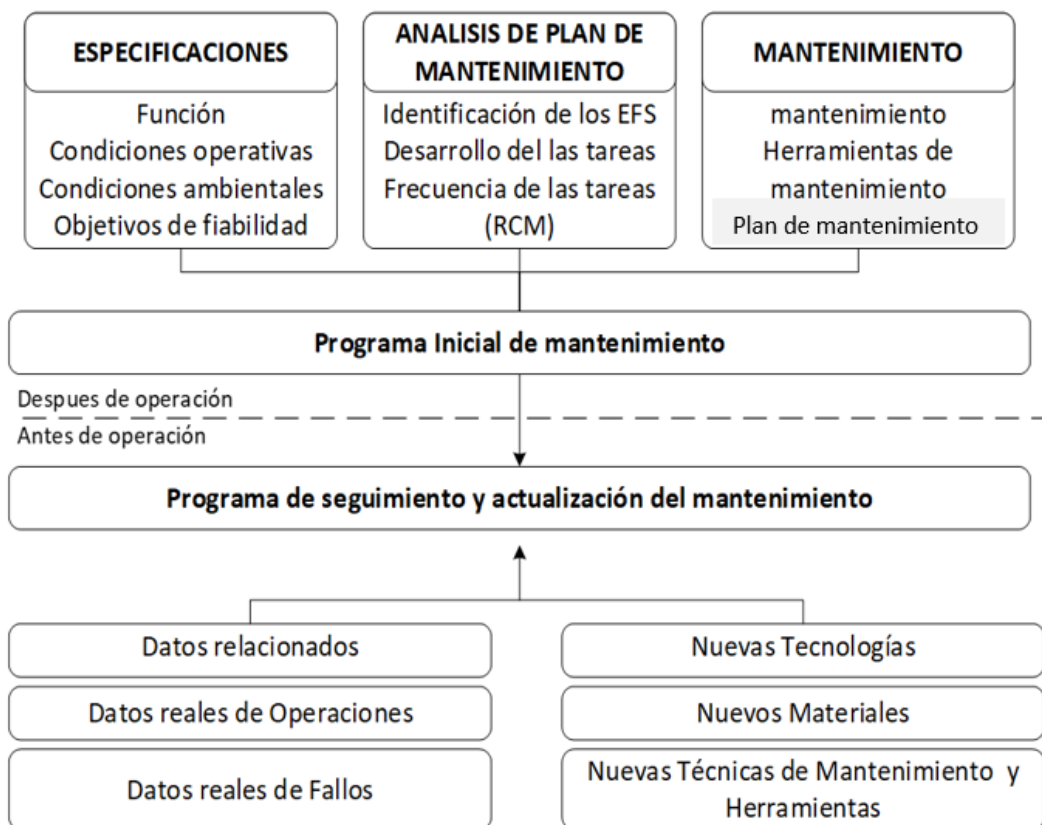 ESPECIFICACIONES
Función
Condiciones operativas
Condiciones ambientales
Objetivos de fiabilidad
ANALISIS DE PLAN DE
MANTENIMIENTO
Identificación de los EFS
Desarrollo del las tareas
Frecuencia de las tareas
(RCM)
MANTENIMIENTO
mantenimiento
Herramientas de
mantenimiento
Plan de mantenimiento
Programa Inicial de mantenimiento
Despues de operación
Antes de operación
Programa de seguimiento y actualización del mantenimiento
Datos relacionados
Datos reales de Operaciones
Datos reales de Fallos
Nuevas Tecnologías
Nuevos Materiales
Nuevas Técnicas de Mantenimiento y
Herramientas